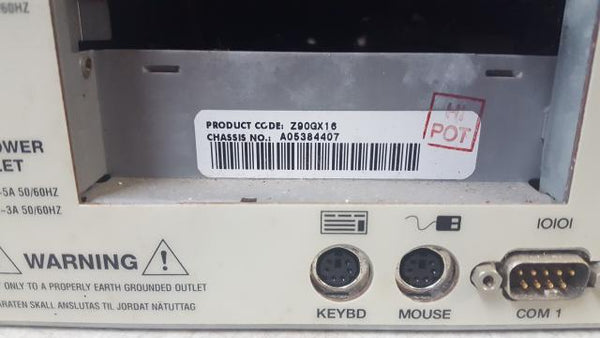 /60HZ
PRODUCT CODE: Z90GX16
CHASSIS NO.: A05384407
HI
POT
OWER
LET
-5A 50/60HZ
-3A 50/60HZ
WARNING
ONLY TO A PROPERLY EARTH GROUNDED OUTLET
ARATEN SKALL ANSLUTAS TIL JORDAT NÄTUTTAG
KEYBD
MOUSE
IOIOI
COM 1